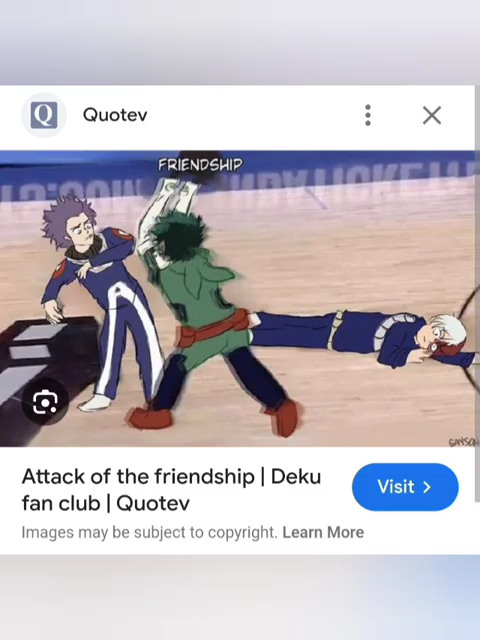 Q Quotev
FRIENDSHIP
Attack of the friendship | Deku
fan club | Quotev
Visit >
Images may be subject to copyright. Learn More